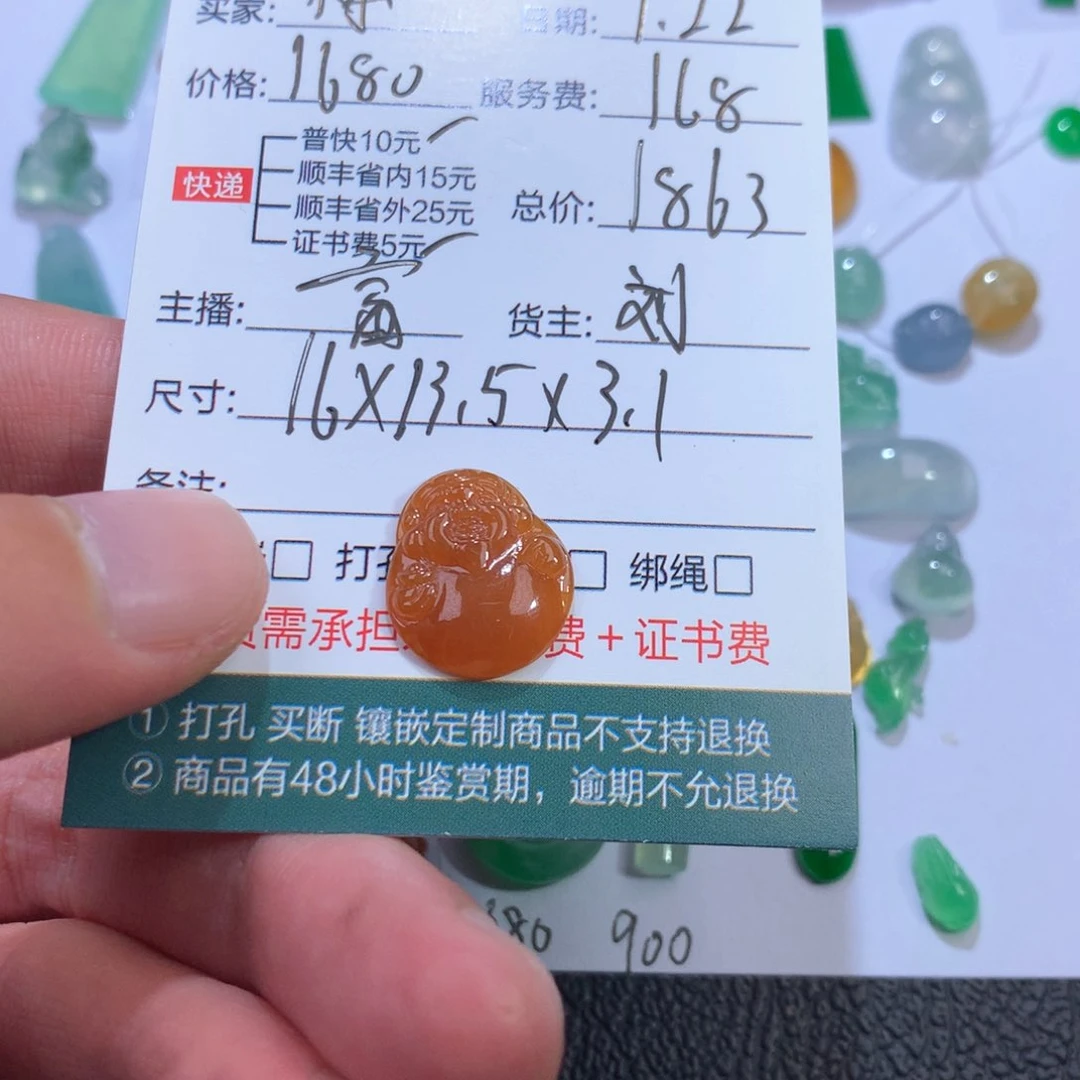 买家: 日期: 1.22
价格: 1680 服务费: 168
普快10元
顺丰省内15元
快递
顺丰省外25元
总价: 1863
证书费5元
主播: 货主: 刘
尺寸: 16X13.5X3.1
备注:
打孔 绑绳
需承担 费+证书费
① 打孔 买断 镶嵌定制商品不支持退换
② 商品有48小时鉴赏期，逾期不允退换
380 900